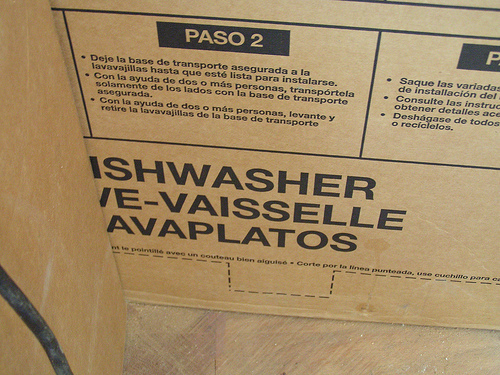 PASO 2
• Deje la base de transporte asegurada a la
lavavajillas hasta que esté lista para instalarse.
• Con la ayuda de dos o más personas, transpórtela
solamente de los lados con la base de transporte
asegurada.
• Con la ayuda de dos o más personas, levante y
retire la lavavajillas de la base de transporte
P
• Saque las variadas
de installación del
• Consulte las instruc
obtener detalles ace
• Deshágase de todos
o recíclelos.
ISHWASHER
VE-VAISSELLE
AVAPLATOS
nt le pointillé avec un couteau bien aiguisé • Corte por la línea punteada, use cuchillo para c